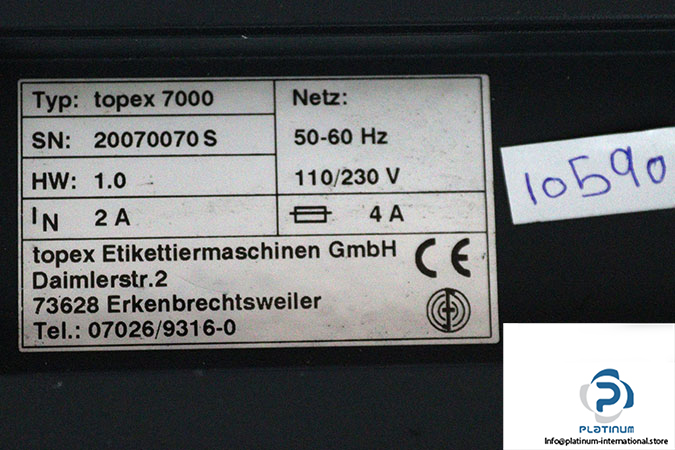 Typ: topex 7000
Netz:
SN: 20070070 S
50-60 Hz
HW: 1.0
110/230 V
IN 2 A
4 A
topex Etikettiermaschinen GmbH
Daimlerstr.2
73628 Erkenbrechtsweiler
Tel.: 07026/9316-0
CE
10590
PLATINUM
Info@platinum-international.store